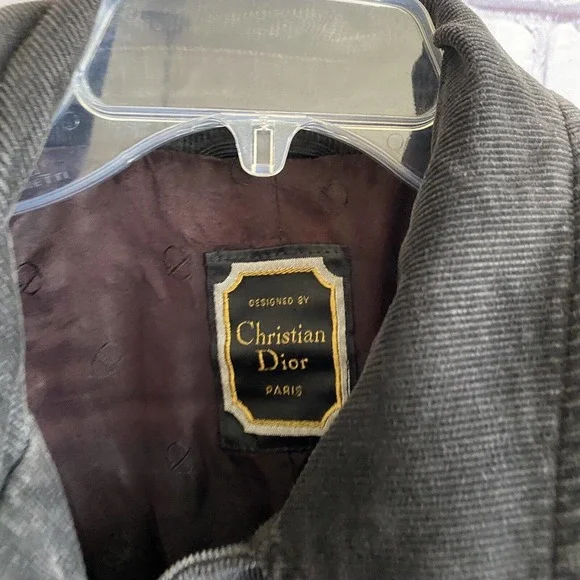 DESIGNED BY
Christian
Dior
PARIS